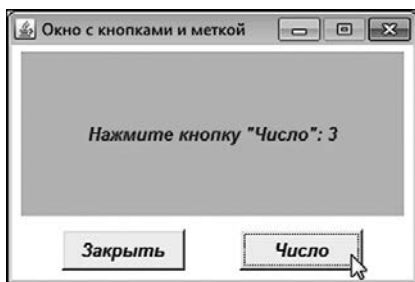 Окно с кнопками и меткой
Нажмите кнопку "Число": 3
Закрыть
Число